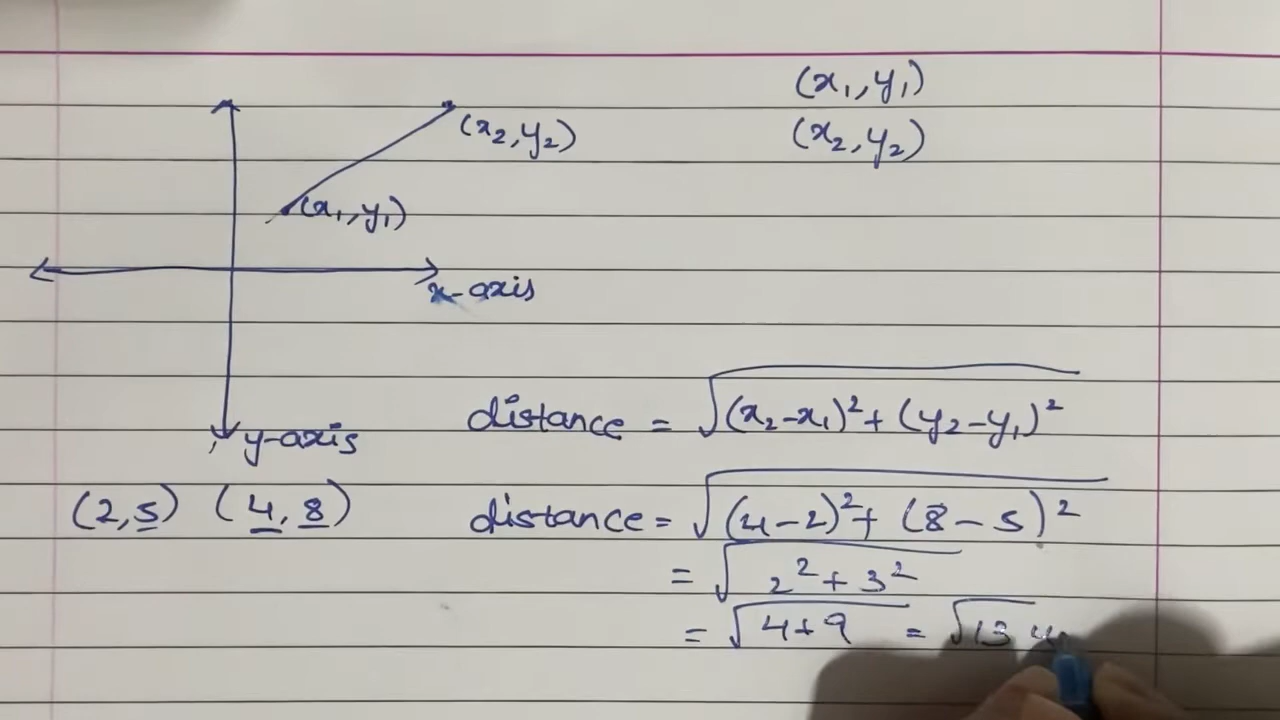 (x₁,y₁)
(x₂,y₂)
(x₂,y₂)
(x₁,y₁)
x-axis
distance = √(x₂-x₁)²+(y₂-y₁)²
y-axis
(2,5) (4,8)
distance = √(4-2)²+(8-5)²
= √2²+3²
= √4+9 = √13